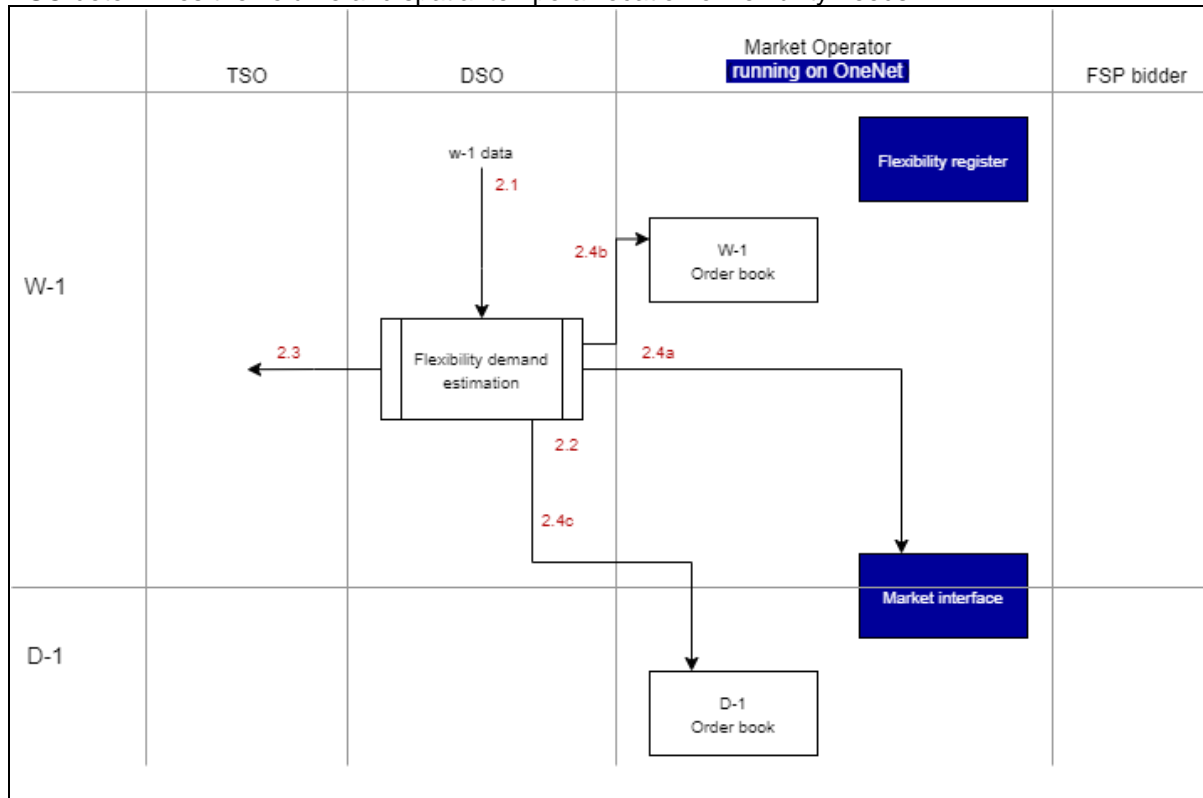 TSO
DSO
Market Operator
running on OneNet
FSP bidder
w-1 data
2.1
Flexibility register
W-1
2.4b
W-1
Order book
2.3
Flexibility demand
estimation
2.4a
2.2
2.4c
Market interface
D-1
D-1
Order book